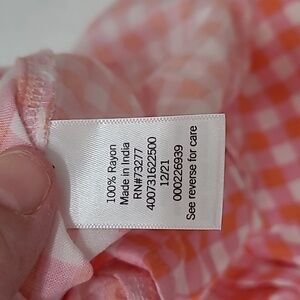 100% Rayon
Made in India
RN#73277
400731622500
12/21
000226939
See reverse for care